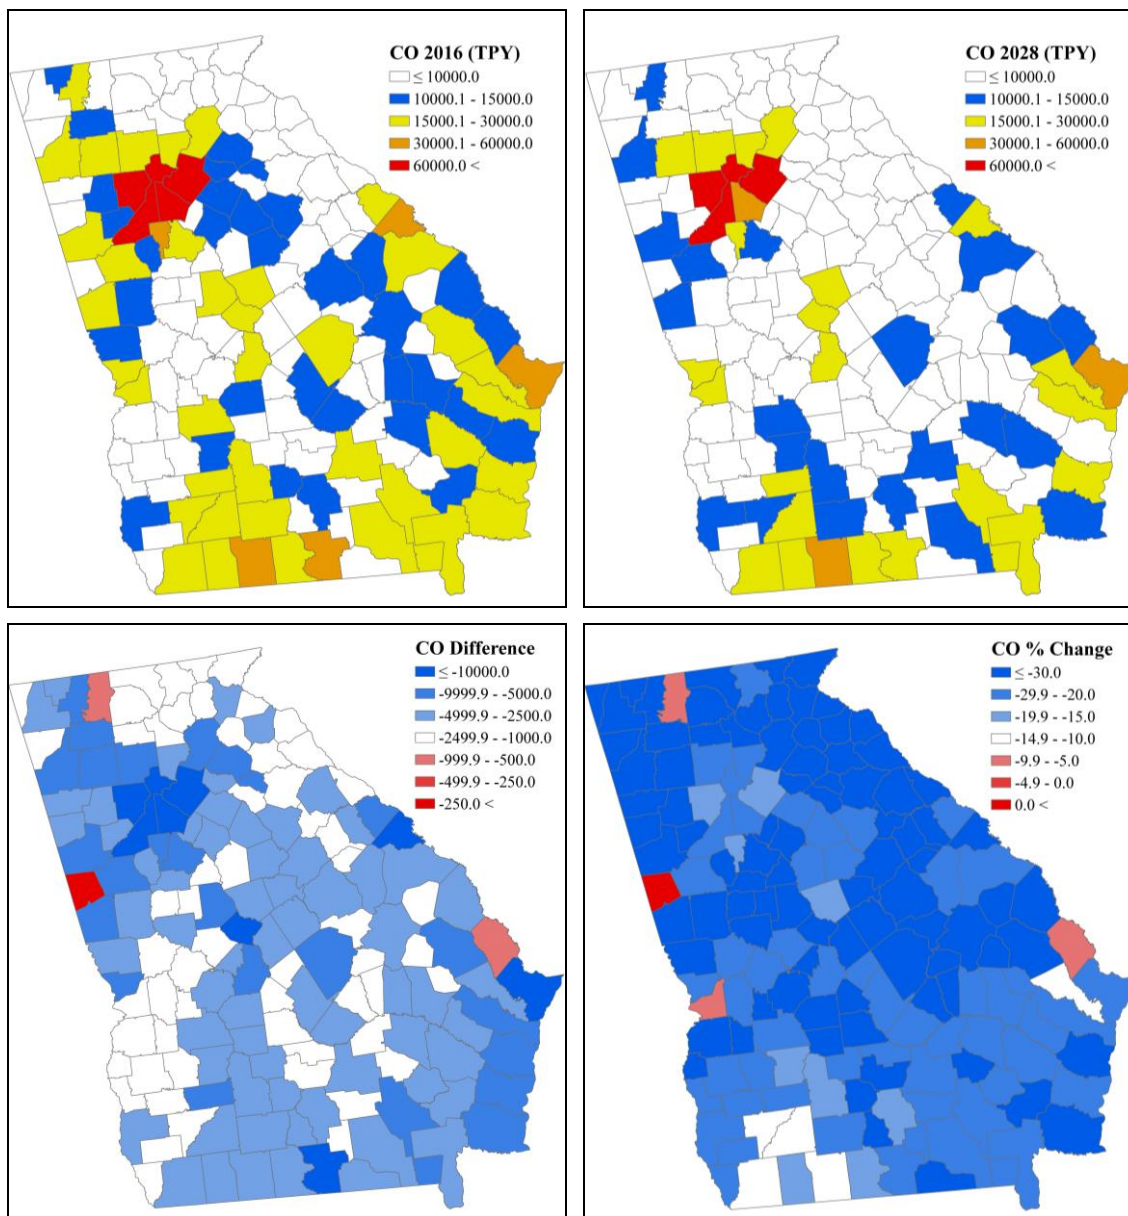 CO 2016 (TPY)
≤ 10000.0
10000.1 - 15000.0
15000.1 - 30000.0
30000.1 - 60000.0
60000.0 <
CO 2028 (TPY)
≤ 10000.0
10000.1 - 15000.0
15000.1 - 30000.0
30000.1 - 60000.0
60000.0 <
CO Difference
≤ -10000.0
-9999.9 - -5000.0
-4999.9 - -2500.0
-2499.9 - -1000.0
-999.9 - -500.0
-499.9 - -250.0
-250.0 <
CO % Change
≤ -30.0
-29.9 - -20.0
-19.9 - -15.0
-14.9 - -10.0
-9.9 - -5.0
-4.9 - 0.0
0.0 <